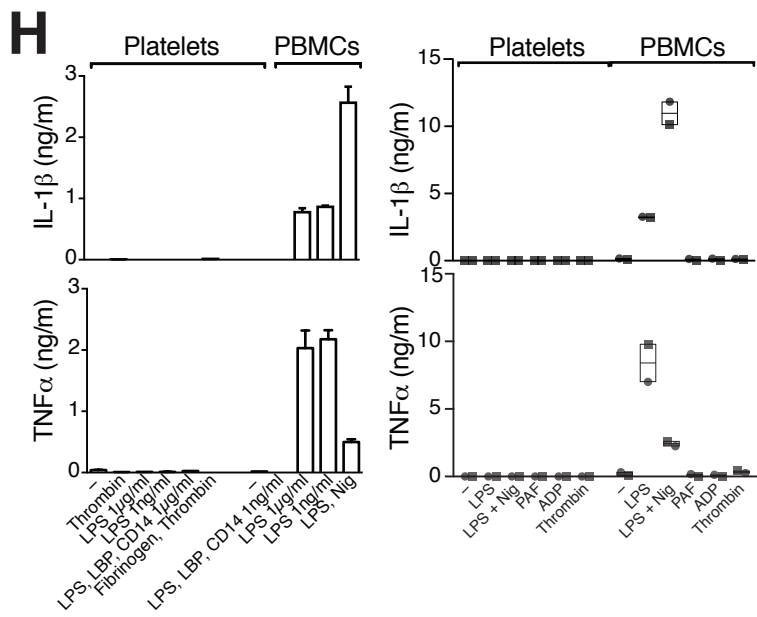 H
Platelets PBMCs
IL-1β (ng/m)
3
2
1
0
TNFα (ng/m)
3
2
1
0
–
Thrombin
LPS 1µg/ml
LPS 1ng/ml
LPS, LBP, CD14 1µg/ml
Fibrinogen, Thrombin
–
LPS, LBP, CD14 1ng/ml
LPS 1µg/ml
LPS 1ng/ml
LPS, Nig
Platelets PBMCs
IL-1β (ng/m)
15
10
5
0
TNFα (ng/m)
15
10
5
0
–
LPS
LPS + Nig
PAF
ADP
Thrombin
–
LPS
LPS + Nig
PAF
ADP
Thrombin